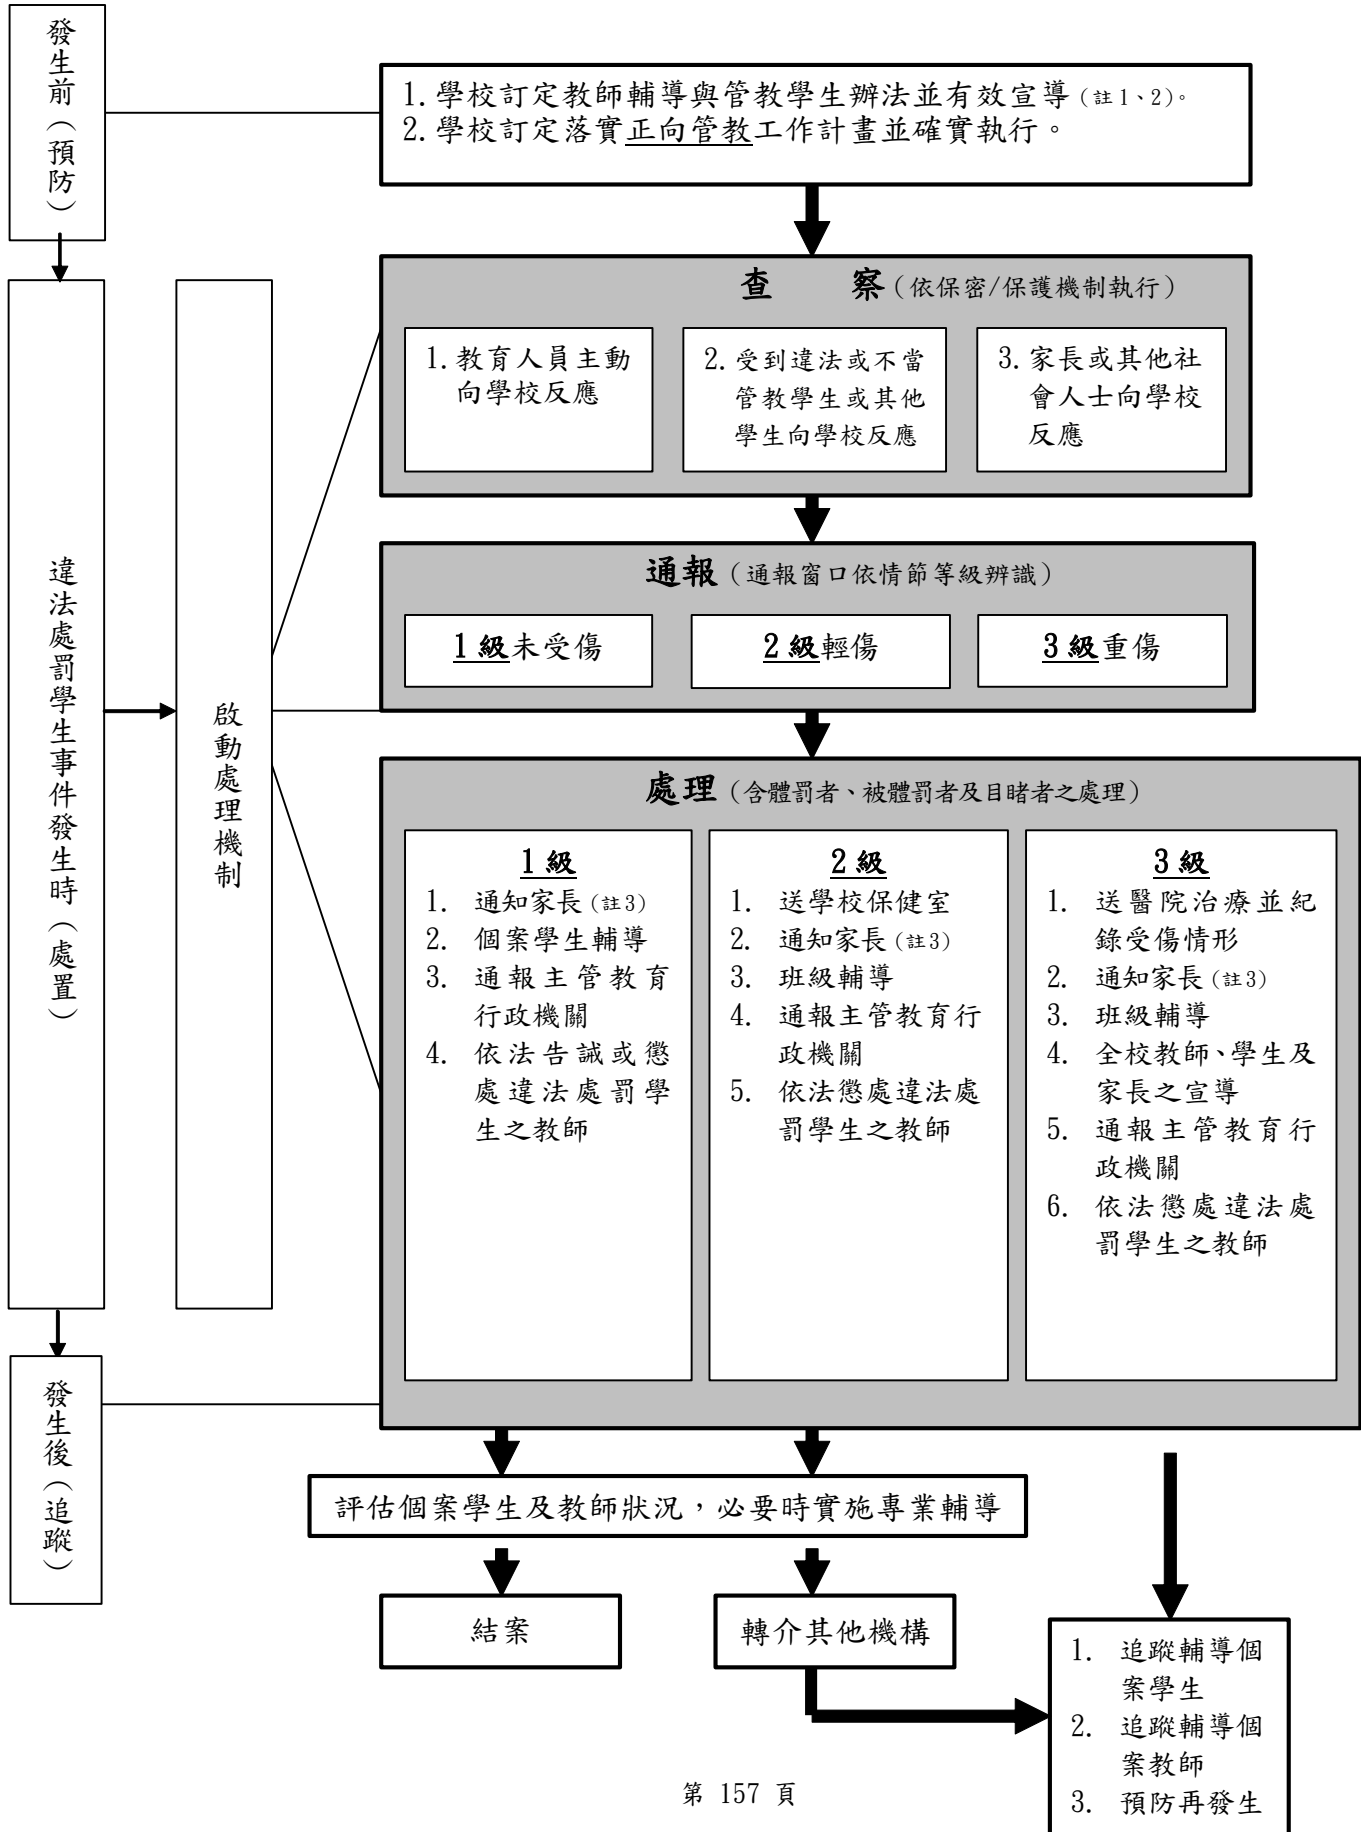 發生前（預防）
1.學校訂定教師輔導與管教學生辦法並有效宣導(註1、2)。
2.學校訂定落實正向管教工作計畫並確實執行。
違法處罰學生事件發生時（處置）
啟動處理機制
查　　察(依保密/保護機制執行)
1.教育人員主動
向學校反應
2.受到違法或不當
管教學生或其他
學生向學校反應
3.家長或其他社
會人士向學校
反應
通報(通報窗口依情節等級辨識)
1級未受傷
2級輕傷
3級重傷
處理(含體罰者、被體罰者及目睹者之處理)
1級
1. 通知家長(註3)
2. 個案學生輔導
3. 通報主管教育
行政機關
4. 依法告誡或懲
處違法處罰學
生之教師
2級
1. 送學校保健室
2. 通知家長(註3)
3. 班級輔導
4. 通報主管教育行
政機關
5. 依法懲處違法處
罰學生之教師
3級
1. 送醫院治療並紀
錄受傷情形
2. 通知家長(註3)
3. 班級輔導
4. 全校教師、學生及
家長之宣導
5. 通報主管教育行
政機關
6. 依法懲處違法處
罰學生之教師
發生後（追蹤）
評估個案學生及教師狀況，必要時實施專業輔導
結案
轉介其他機構
1. 追蹤輔導個
案學生
2. 追蹤輔導個
案教師
3. 預防再發生
第 157 頁